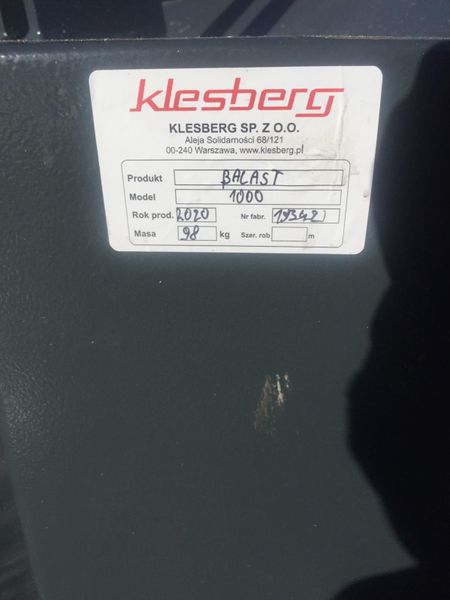 klesberg
KLESBERG SP. Z O.O.
Aleja Solidarności 68/121
00-240 Warszawa, www.klesberg.pl
Produkt BALAST
Model 1000
Rok prod. 2020 Nr fabr. 19342
Masa 98 kg Szer. rob m